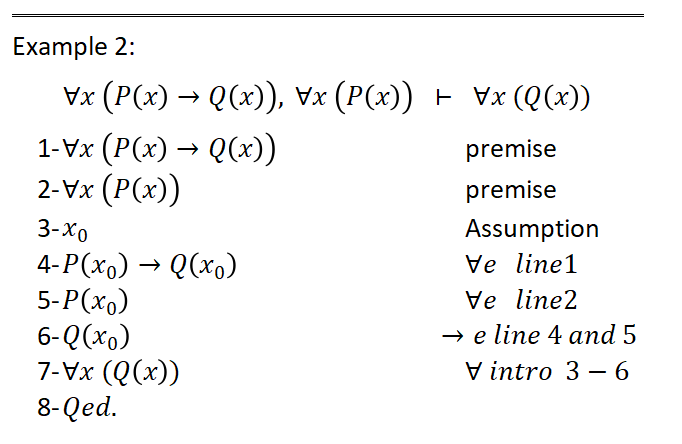 Example 2:
∀x (P(x) → Q(x)), ∀x (P(x)) ⊢ ∀x (Q(x))
1-∀x (P(x) → Q(x)) premise
2-∀x (P(x)) premise
3-x₀ Assumption
4-P(x₀) → Q(x₀) ∀e line1
5-P(x₀) ∀e line2
6-Q(x₀) → e line 4 and 5
7-∀x (Q(x)) ∀ intro 3 − 6
8-Qed.